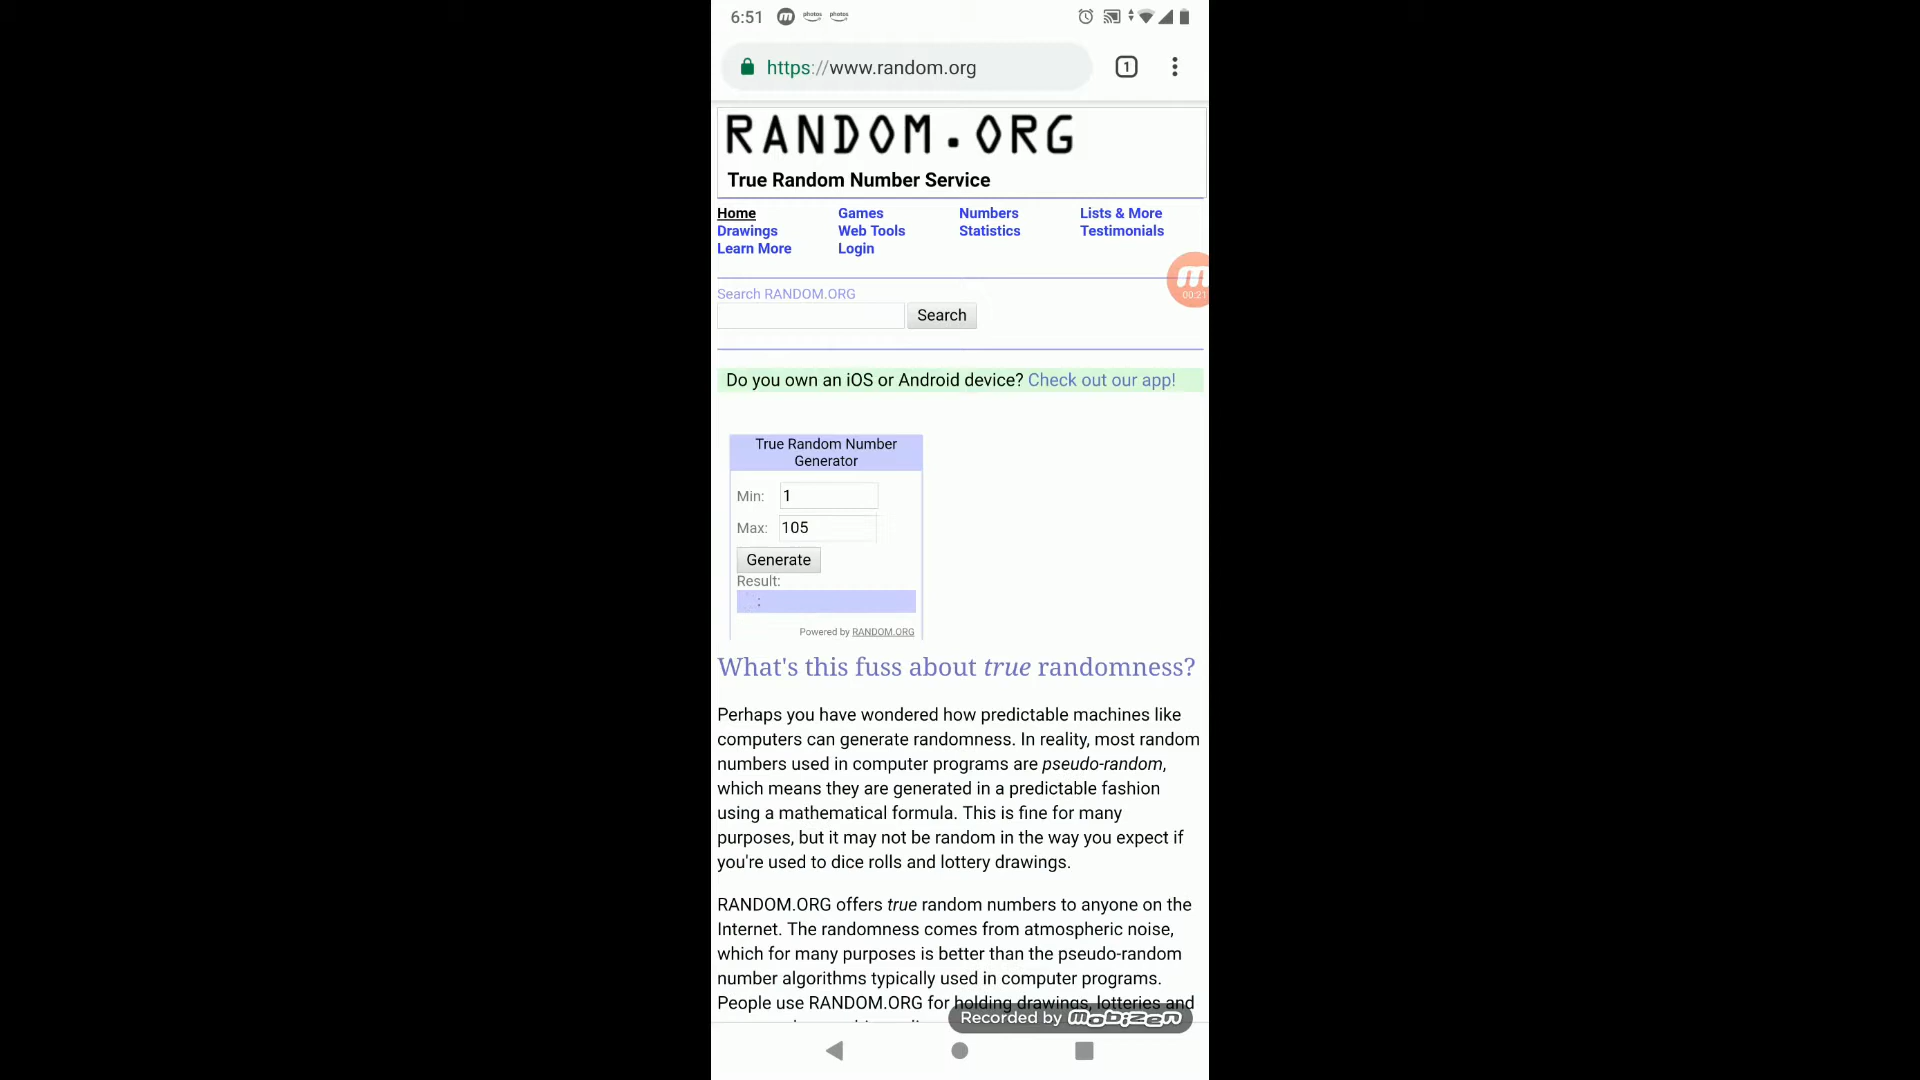 6:51
photos photos
https://www.random.org
1
RANDOM.ORG
True Random Number Service
Home Games Numbers Lists & More
Drawings Web Tools Statistics Testimonials
Learn More Login
00:21
Search RANDOM.ORG
Search
Do you own an iOS or Android device? Check out our app!
True Random Number
Generator
Min: 1
Max: 105
Generate
Result:
Powered by RANDOM.ORG
What's this fuss about true randomness?
Perhaps you have wondered how predictable machines like
computers can generate randomness. In reality, most random
numbers used in computer programs are pseudo-random,
which means they are generated in a predictable fashion
using a mathematical formula. This is fine for many
purposes, but it may not be random in the way you expect if
you're used to dice rolls and lottery drawings.
RANDOM.ORG offers true random numbers to anyone on the
Internet. The randomness comes from atmospheric noise,
which for many purposes is better than the pseudo-random
number algorithms typically used in computer programs.
People use RANDOM.ORG for holding drawings, lotteries and
Recorded by mobizen